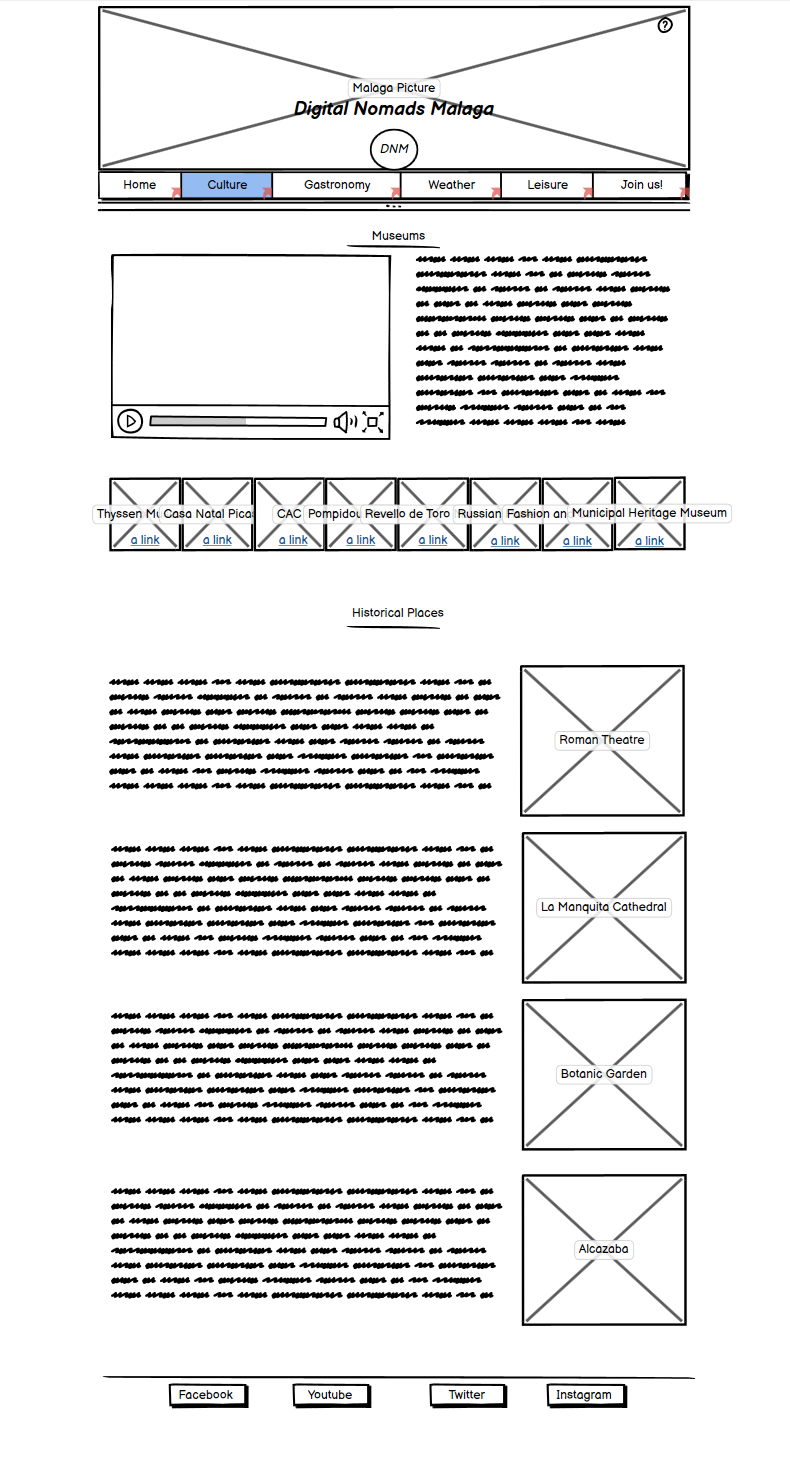 ?
Malaga Picture
Digital Nomads Malaga
DNM
Home Culture Gastronomy Weather Leisure Join us!
Museums
Thyssen Mu Casa Natal Picas CAC Pompidou Revello de Toro Russian Fashion an Municipal Heritage Museum
a link a link a link a link a link a link a link a link
Historical Places
Roman Theatre
La Manquita Cathedral
Botanic Garden
Alcazaba
Facebook Youtube Twitter Instagram